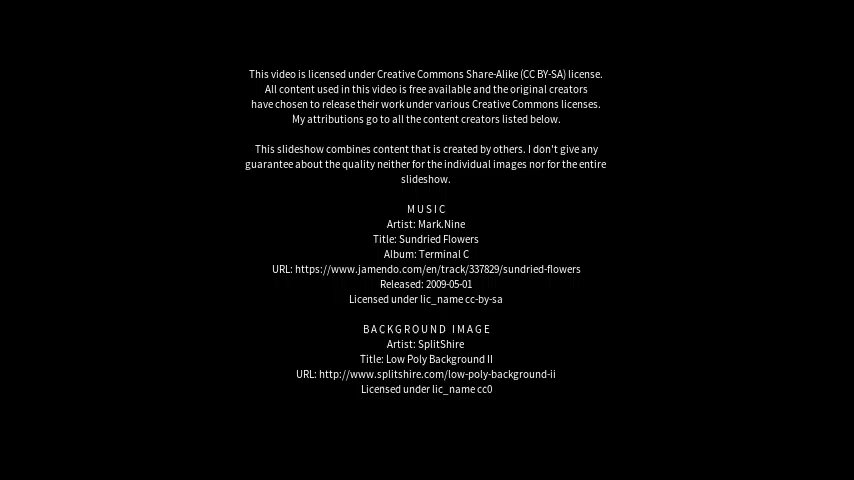 This video is licensed under Creative Commons Share-Alike (CC BY-SA) license.
All content used in this video is free available and the original creators
have chosen to release their work under various Creative Commons licenses.
My attributions go to all the content creators listed below.
This slideshow combines content that is created by others. I don't give any
guarantee about the quality neither for the individual images nor for the entire
slideshow.
MUSIC
Artist: Mark.Nine
Title: Sundried Flowers
Album: Terminal C
URL: https://www.jamendo.com/en/track/337829/sundried-flowers
Released: 2009-05-01
Licensed under lic_name cc-by-sa
BACKGROUND IMAGE
Artist: SplitShire
Title: Low Poly Background II
URL: http://www.splitshire.com/low-poly-background-ii
Licensed under lic_name cc0